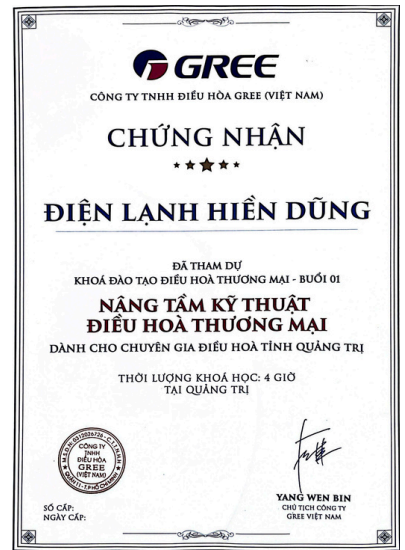 GREE
CÔNG TY TNHH ĐIỀU HÒA GREE (VIỆT NAM)
CHỨNG NHẬN
ĐIỆN LẠNH HIỀN DŨNG
ĐÃ THAM DỰ
KHOÁ ĐÀO TẠO ĐIỀU HOÀ THƯƠNG MẠI - BUỔI 01
NÂNG TẦM KỸ THUẬT
ĐIỀU HOÀ THƯƠNG MẠI
DÀNH CHO CHUYÊN GIA ĐIỀU HOÀ TỈNH QUẢNG TRỊ
THỜI LƯỢNG KHOÁ HỌC: 4 GIỜ
TẠI QUẢNG TRỊ
CÔNG TY
TNHH
ĐIỀU HÒA
GREE
(VIỆT NAM)
SỐ CẤP:
NGÀY CẤP:
YANG WEN BIN
CHỦ TỊCH CÔNG TY
GREE VIỆT NAM